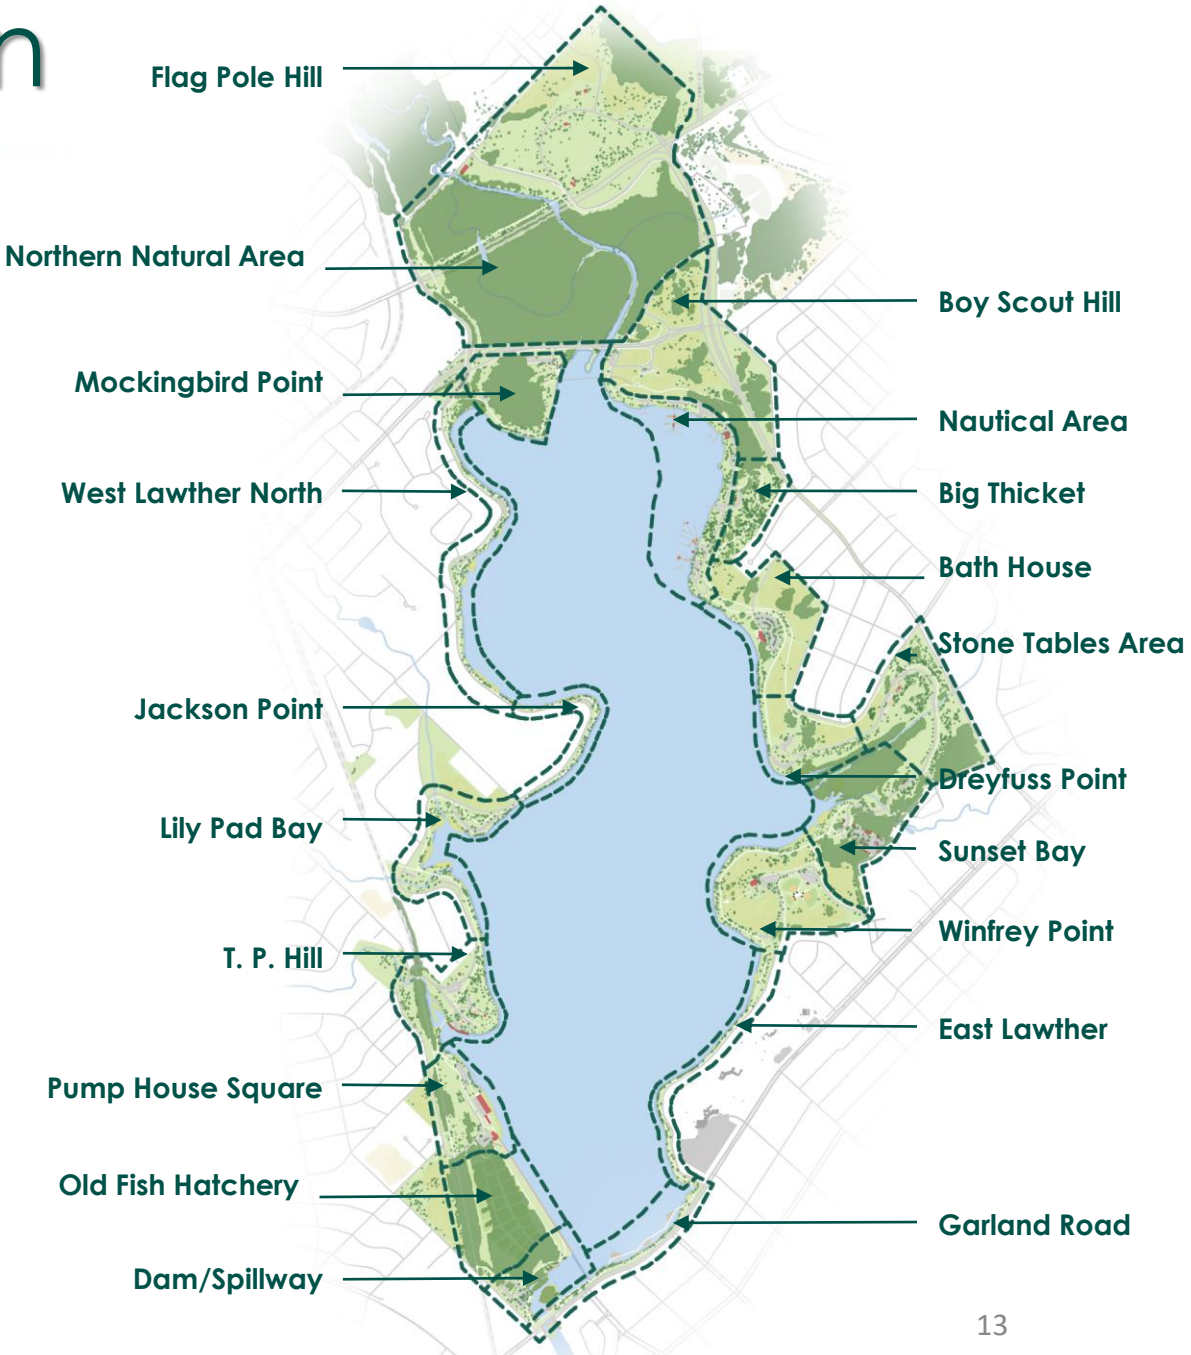 n
Flag Pole Hill
Northern Natural Area
Mockingbird Point
West Lawther North
Jackson Point
Lily Pad Bay
T. P. Hill
Pump House Square
Old Fish Hatchery
Dam/Spillway
Boy Scout Hill
Nautical Area
Big Thicket
Bath House
Stone Tables Area
Dreyfuss Point
Sunset Bay
Winfrey Point
East Lawther
Garland Road
13